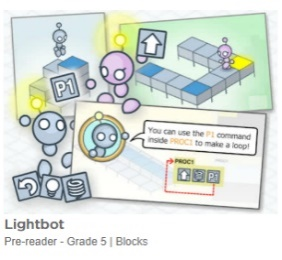 P1
You can use the P1 command
inside PROC1 to make a loop!
PROC1
P1
Lightbot
Pre-reader - Grade 5 | Blocks